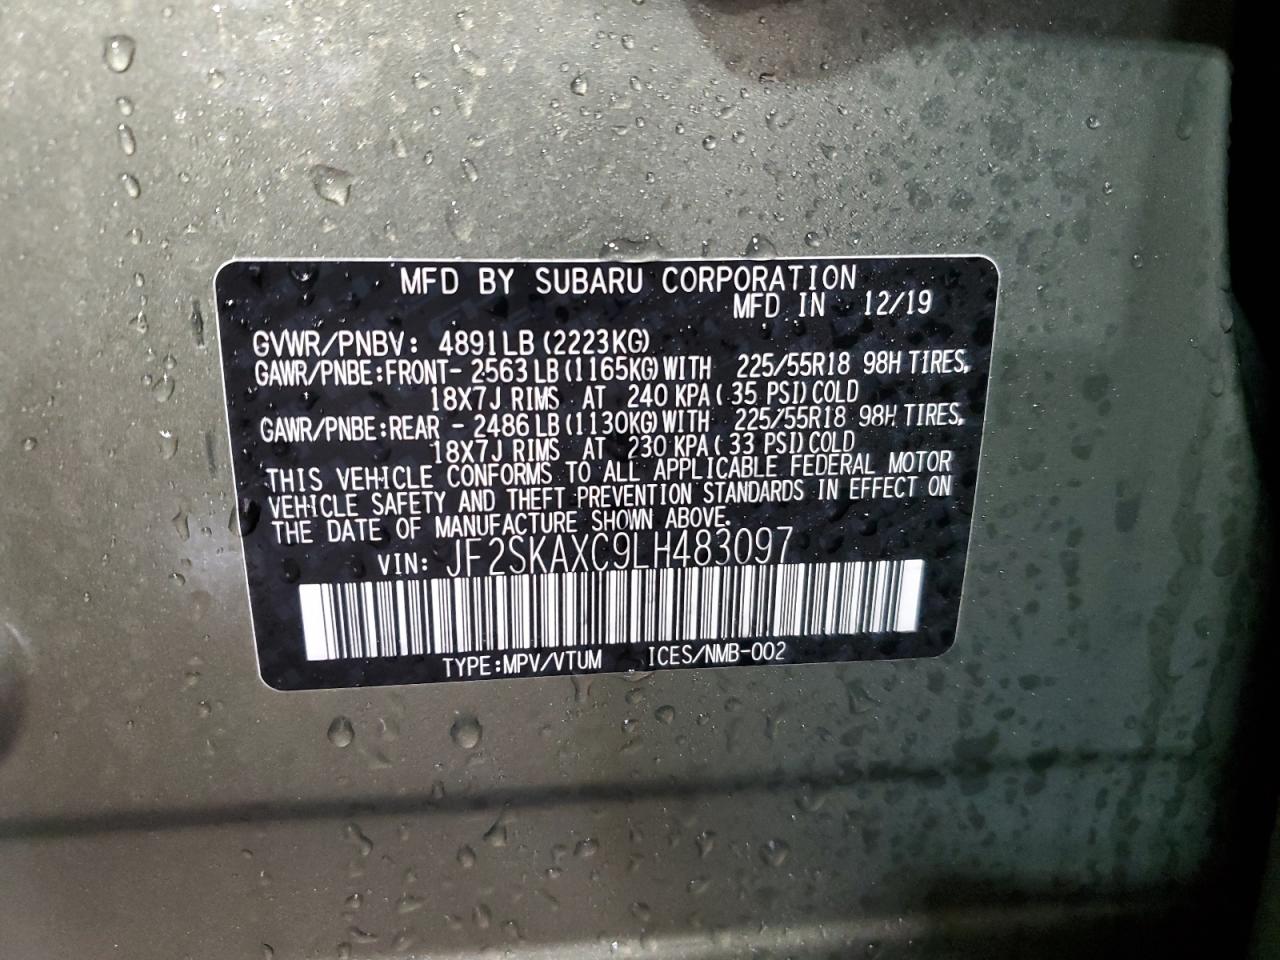 MFD BY SUBARU CORPORATION
MFD IN 12/19
GVWR/PNBV: 4891LB (2223KG)
GAWR/PNBE:FRONT- 2563LB (1165KG)WITH 225/55R18 98H TIRES,
18X7J RIMS AT 240 KPA( 35 PSI)COLD
GAWR/PNBE:REAR - 2486LB (1130KG)WITH 225/55R18 98H TIRES,
18X7J RIMS AT 230 KPA( 33 PSI)COLD
THIS VEHICLE CONFORMS TO ALL APPLICABLE FEDERAL MOTOR
VEHICLE SAFETY AND THEFT PREVENTION STANDARDS IN EFFECT ON
THE DATE OF MANUFACTURE SHOWN ABOVE.
VIN: JF2SKAXC9LH483097
TYPE:MPV/VTUM ICES/NMB-002